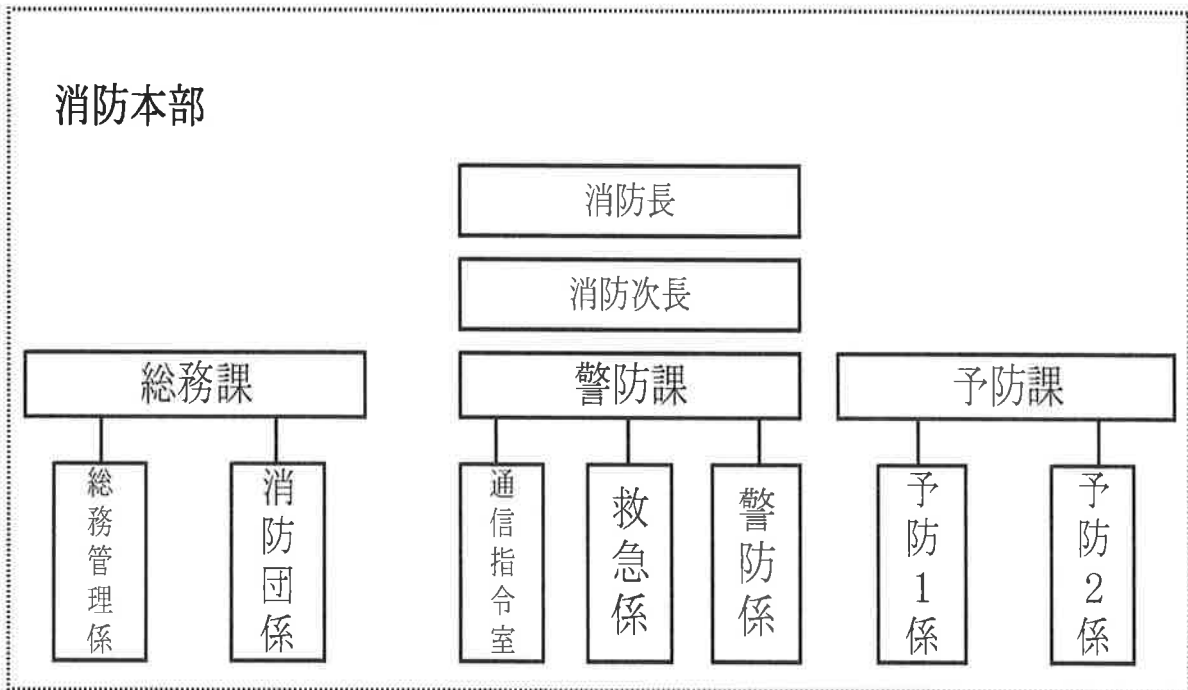 消防本部
消防長
消防次長
総務課
警防課
予防課
総務管理係
消防団係
通信指令室
救急係
警防係
予防1係
予防2係